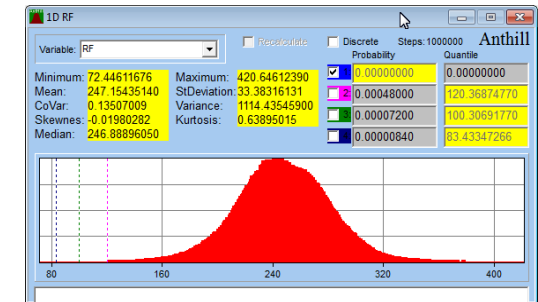 1D RF
Variable: RF Recalculate Discrete Steps: 1000000 Anthill
Probability Quantile
Minimum: 72.44611676 Maximum: 420.64612390 1 0.00000000 0.00000000
Mean: 247.15435140 StDeviation: 33.38316131 2 0.00048000 120.36874770
CoVar: 0.13507009 Variance: 1114.43545900 3 0.00007200 100.30691770
Skewnes: -0.01980282 Kurtosis: 0.63895015 4 0.00000840 83.43347266
Median: 246.88896050
80 160 240 320 400